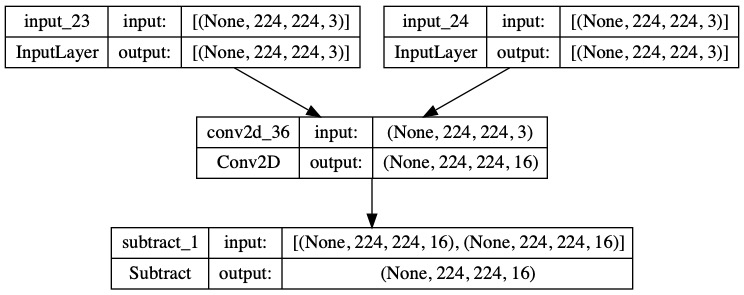 input_23 input: [(None, 224, 224, 3)]
InputLayer output: [(None, 224, 224, 3)]
input_24 input: [(None, 224, 224, 3)]
InputLayer output: [(None, 224, 224, 3)]
conv2d_36 input: (None, 224, 224, 3)
Conv2D output: (None, 224, 224, 16)
subtract_1 input: [(None, 224, 224, 16), (None, 224, 224, 16)]
Subtract output: (None, 224, 224, 16)